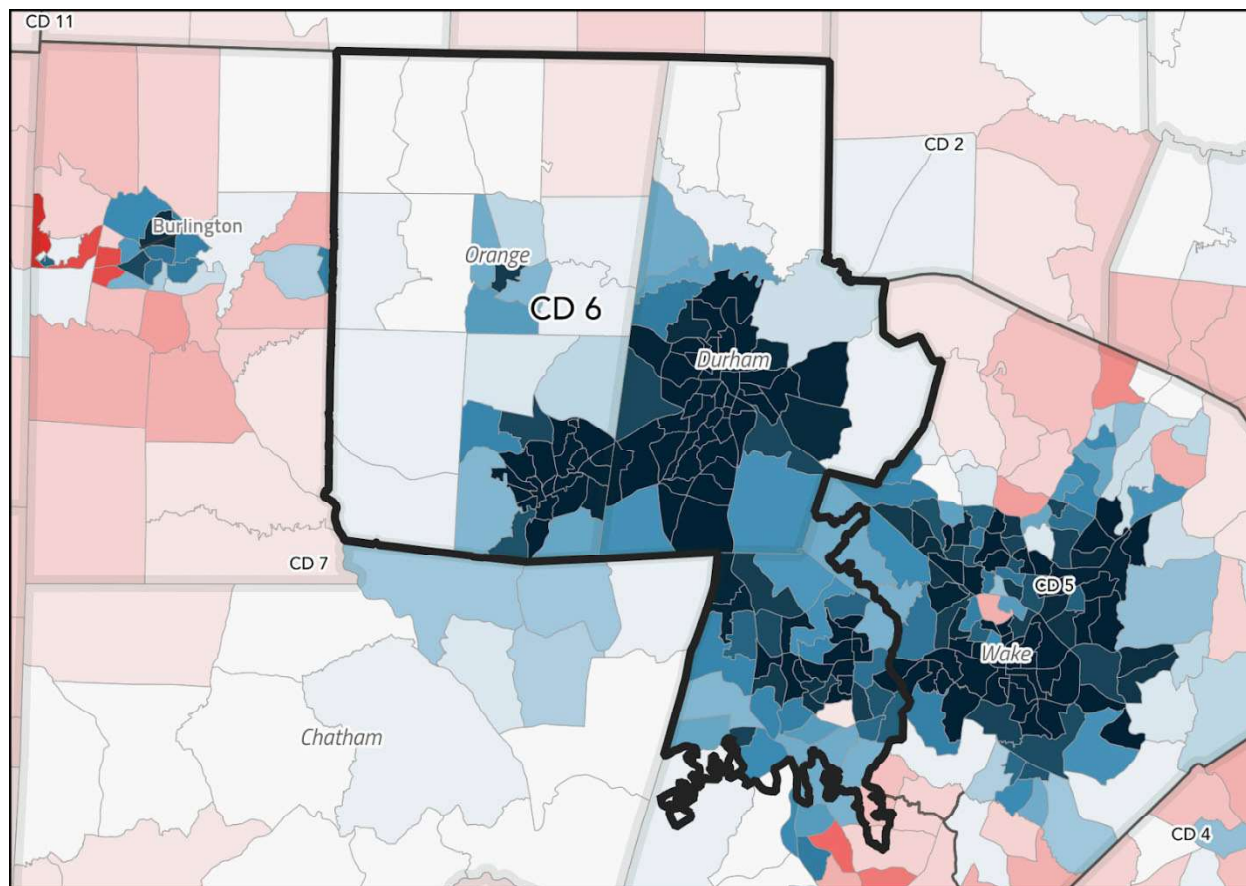 CD 11
CD 2
Burlington
Orange
CD 6
Durham
CD 7
CD 5
Wake
Chatham
CD 4